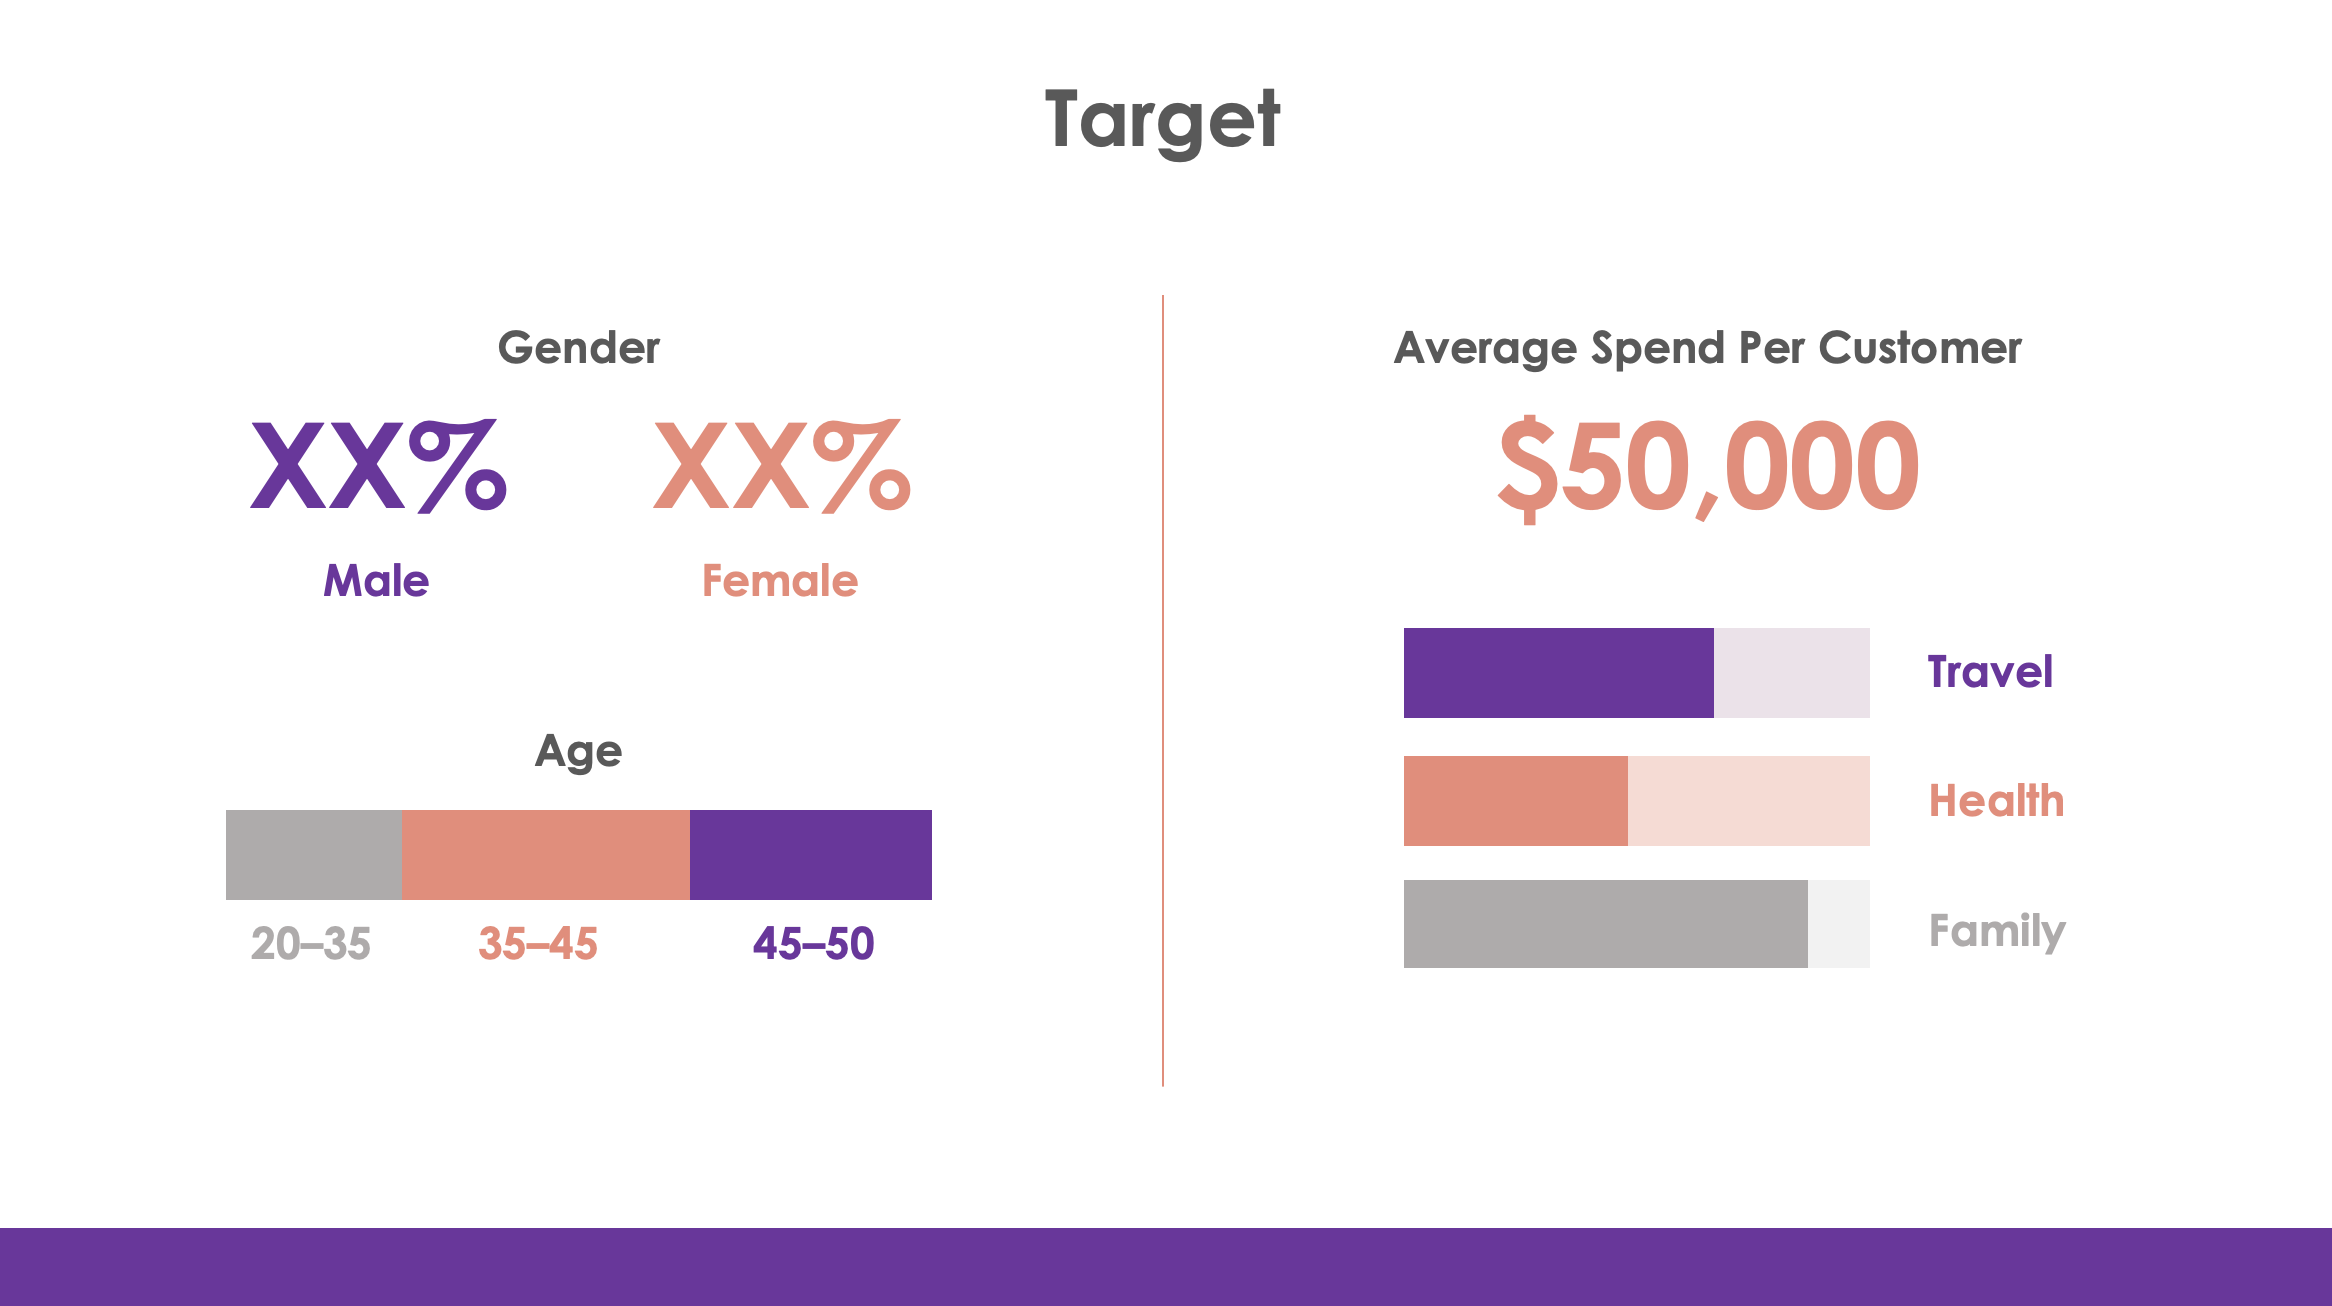 Target
Gender
XX% XX%
Male Female
Age
20–35 35–45 45–50
Average Spend Per Customer
$50,000
Travel
Health
Family